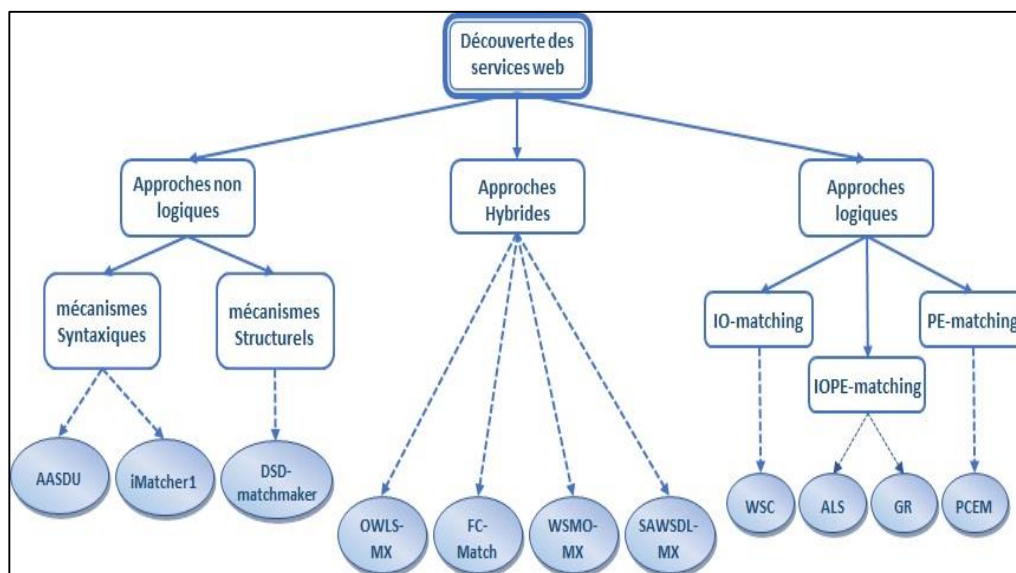 Découverte des
services web
Approches non
logiques
Approches
Hybrides
Approches
logiques
mécanismes
Syntaxiques
mécanismes
Structurels
IO-matching
PE-matching
IOPE-matching
AASDU
iMatcher1
DSD-
matchmaker
OWLS-
MX
FC-
Match
WSMO-
MX
SAWSDL-
MX
WSC
ALS
GR
PCEM